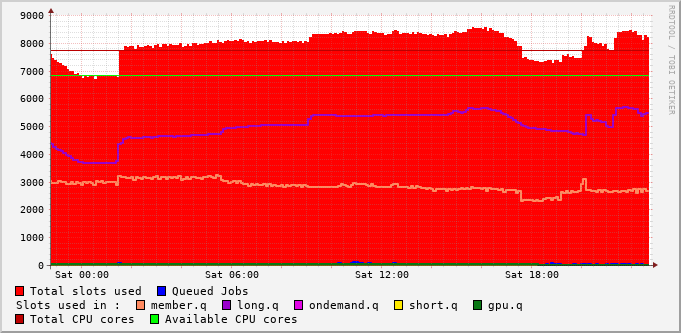 9000
8000
7000
6000
5000
4000
3000
2000
1000
0
Sat 00:00 Sat 06:00 Sat 12:00 Sat 18:00
RRDTOOL / TOBI OETIKER
Total slots used Queued Jobs
Slots used in : member.q long.q ondemand.q short.q gpu.q
Total CPU cores Available CPU cores